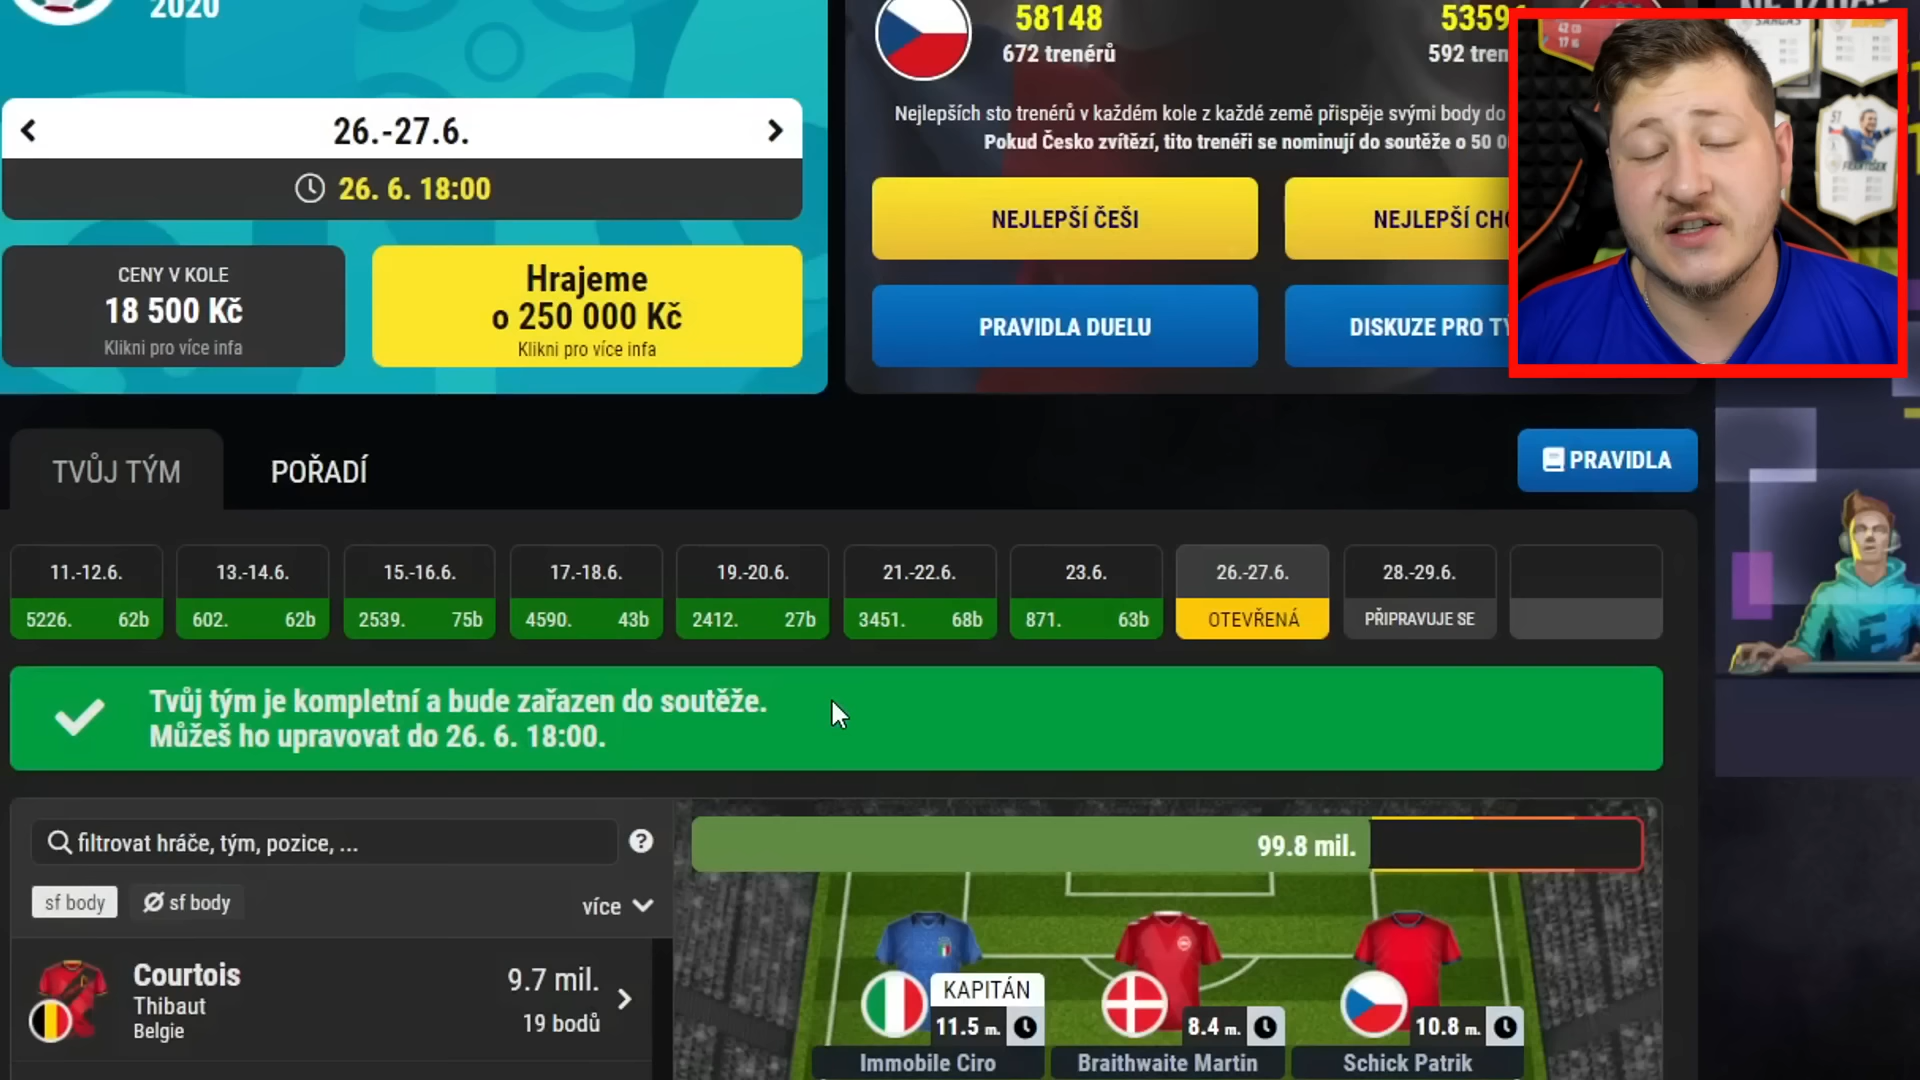 2020
26.-27.6.
26. 6. 18:00
CENY V KOLE
18 500 Kč
Klikni pro více infa
Hrajeme
o 250 000 Kč
Klikni pro více infa
58148
672 trenérů
592
Nejlepších sto trenérů v každém kole z každé země přispěje svými body do
Pokud Česko zvítězí, tito trenéři se nominují do soutěže o 50
NEJLEPŠÍ ČEŠI
NEJLEPŠÍ
PRAVIDLA DUELU
DISKUZE PRO
TVŮJ TÝM
POŘADÍ
PRAVIDLA
11.-12.6.
5226. 62b
13.-14.6.
602. 62b
15.-16.6.
2539. 75b
17.-18.6.
4590. 43b
19.-20.6.
2412. 27b
21.-22.6.
3451. 68b
23.6.
871. 63b
26.-27.6.
OTEVŘENÁ
28.-29.6.
PŘIPRAVUJE SE
Tvůj tým je kompletní a bude zařazen do soutěže.
Můžeš ho upravovat do 26. 6. 18:00.
filtrovat hráče, tým, pozice, ...
?
sf body
Ø sf body
více
Courtois
Thibaut
Belgie
9.7 mil.
19 bodů
99.8 mil.
KAPITÁN
11.5 m.
Immobile Ciro
8.4 m.
Braithwaite Martin
10.8 m.
Schick Patrik